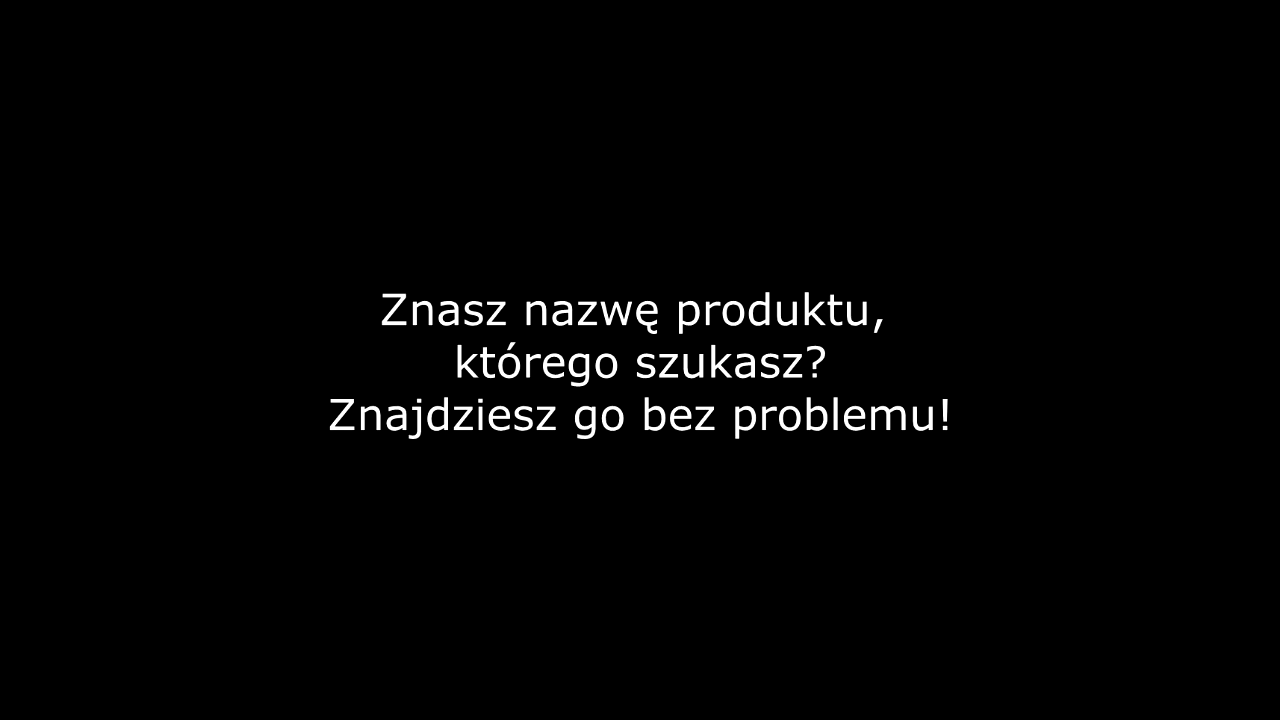 Znasz nazwę produktu,
którego szukasz?
Znajdziesz go bez problemu!